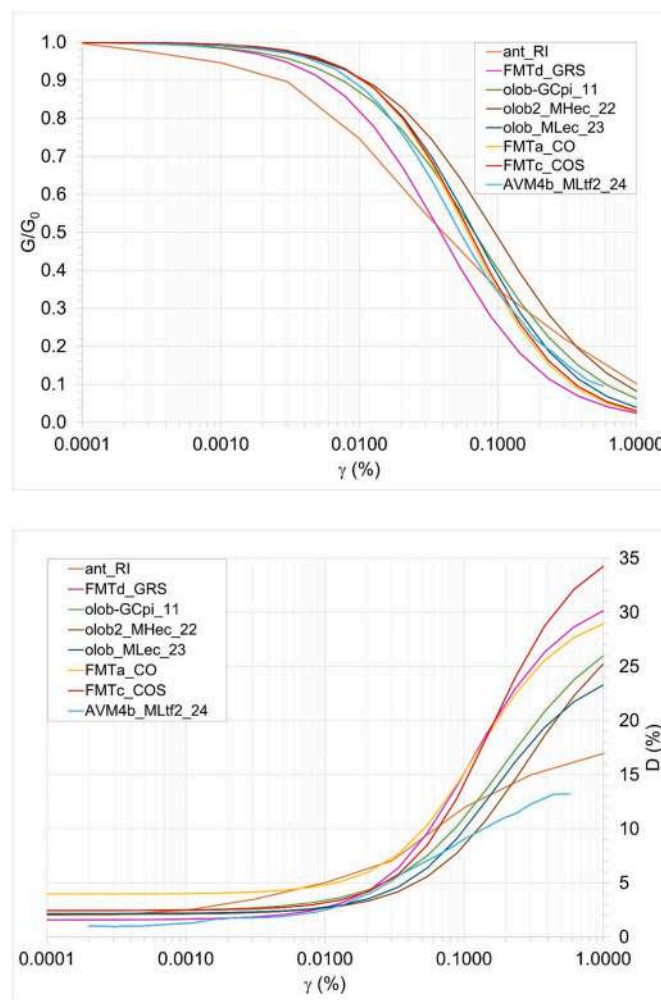 1.0
0.9
0.8
0.7
0.6
0.5
0.4
0.3
0.2
0.1
0.0
G/G0
ant_RI
FMTd_GRS
olob-GCpi_11
olob2_MHec_22
olob_MLec_23
FMTa_CO
FMTc_COS
AVM4b_MLtf2_24
0.0001 0.0010 0.0100 0.1000 1.0000
γ (%)
ant_RI
FMTd_GRS
olob-GCpi_11
olob2_MHec_22
olob_MLec_23
FMTa_CO
FMTc_COS
AVM4b_MLtf2_24
35
30
25
20
15
10
5
0
D (%)
0.0001 0.0010 0.0100 0.1000 1.0000
γ (%)